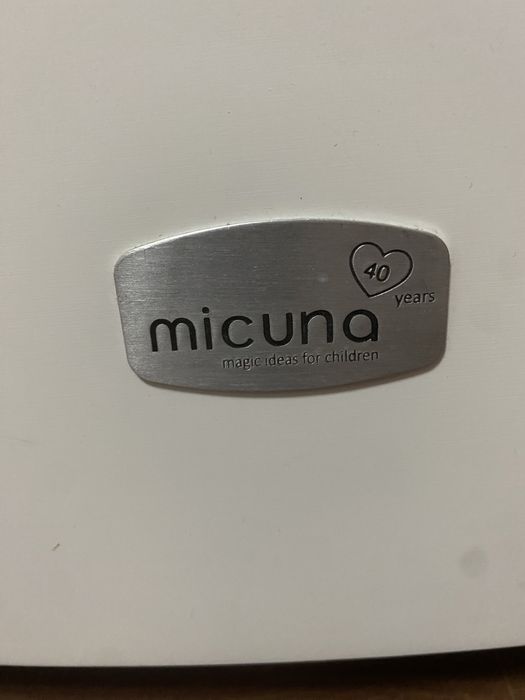 40
years
micuna
magic ideas for children